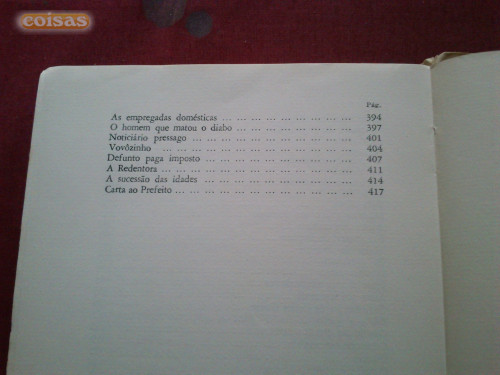 coisas
Pág.
As empregadas domésticas ... ... ... ... ... ... ... ... 394
O homem que matou o diabo ... ... ... ... ... ... ... 397
Noticiário pressago ... ... ... ... ... ... ... ... ... 401
Vovôzinho ... ... ... ... ... ... ... ... ... ... 404
Defunto paga imposto ... ... ... ... ... ... ... ... 407
A Redentora ... ... ... ... ... ... ... ... ... ... 411
A sucessão das idades ... ... ... ... ... ... ... ... 414
Carta ao Prefeito ... ... ... ... ... ... ... ... ... 417